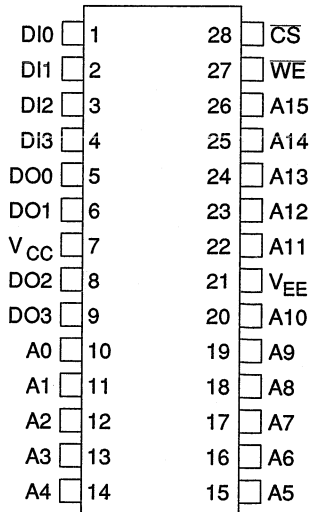 DI0 1 28 C̅S̅
DI1 2 27 W̅E̅
DI2 3 26 A15
DI3 4 25 A14
DO0 5 24 A13
DO1 6 23 A12
VCC 7 22 A11
DO2 8 21 VEE
DO3 9 20 A10
A0 10 19 A9
A1 11 18 A8
A2 12 17 A7
A3 13 16 A6
A4 14 15 A5